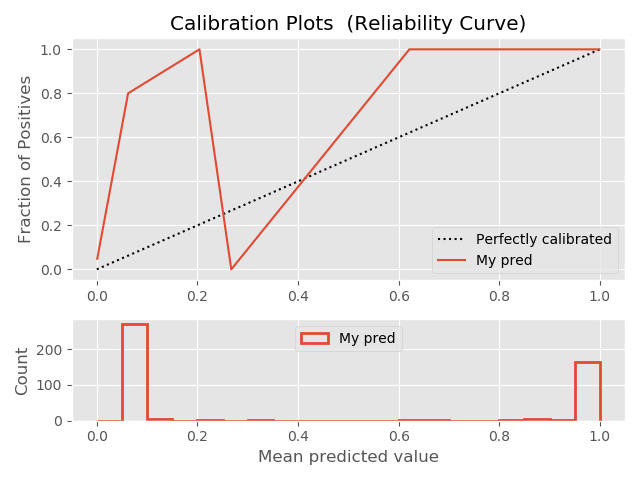 Calibration Plots (Reliability Curve)
Fraction of Positives
1.0
0.8
0.6
0.4
0.2
0.0
Perfectly calibrated
My pred
0.0 0.2 0.4 0.6 0.8 1.0
Count
200
100
0
My pred
0.0 0.2 0.4 0.6 0.8 1.0
Mean predicted value